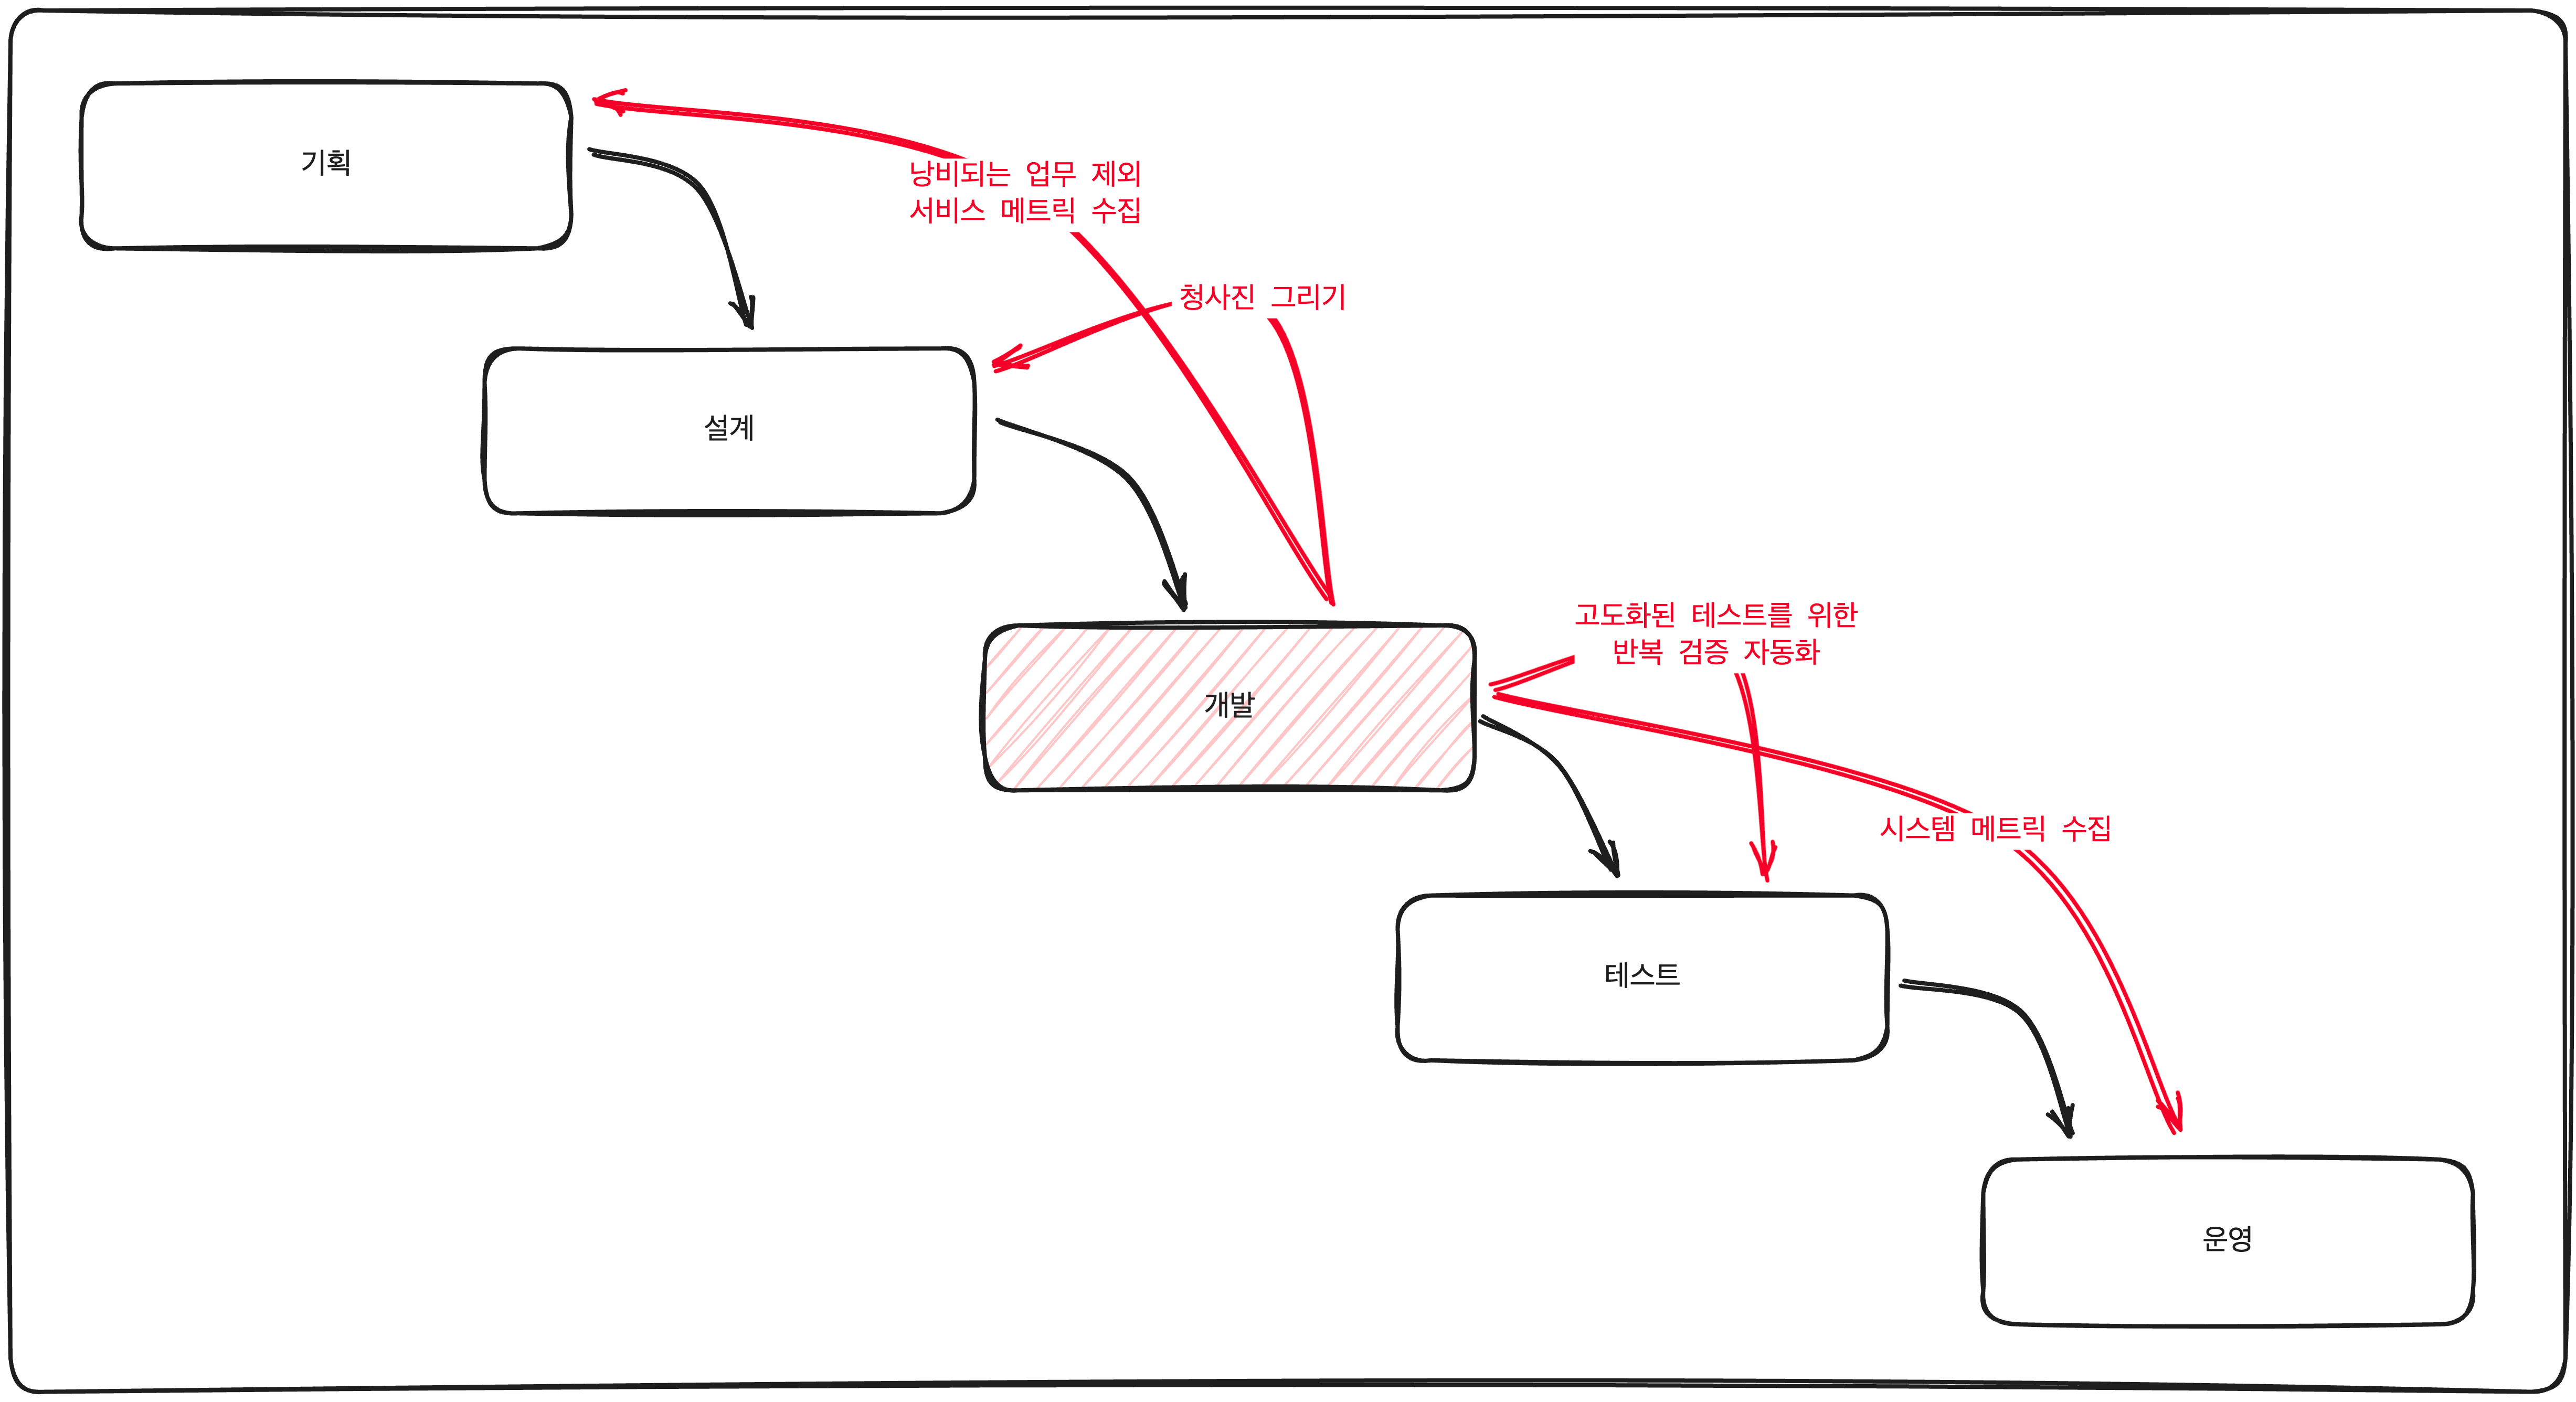 기획
낭비되는 업무 제외
서비스 메트릭 수집
청사진 그리기
설계
고도화된 테스트를 위한
반복 검증 자동화
개발
시스템 메트릭 수집
테스트
운영